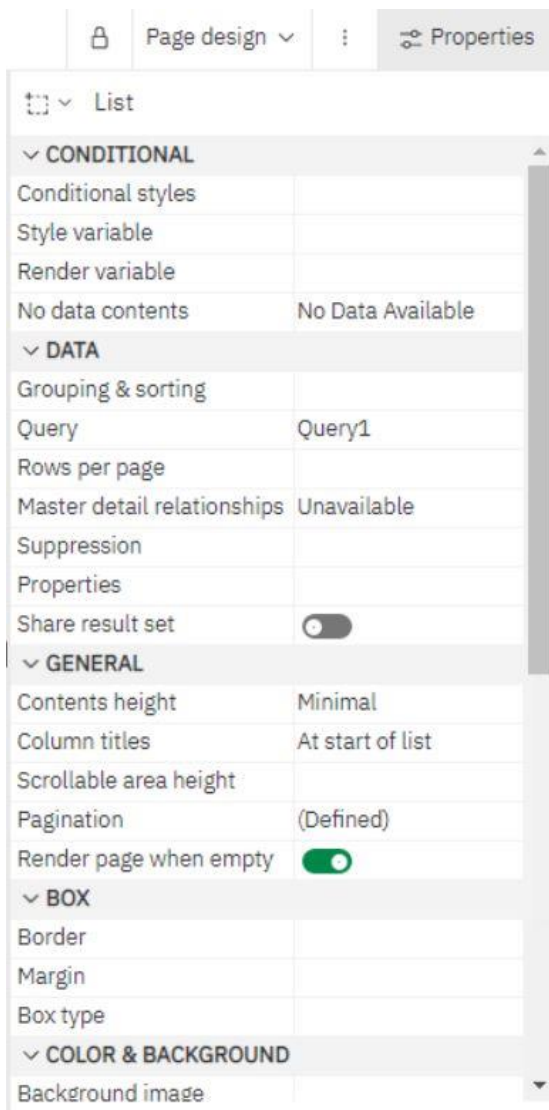 Page design Properties
List
CONDITIONAL
Conditional styles
Style variable
Render variable
No data contents No Data Available
DATA
Grouping & sorting
Query Query1
Rows per page
Master detail relationships Unavailable
Suppression
Properties
Share result set
GENERAL
Contents height Minimal
Column titles At start of list
Scrollable area height
Pagination (Defined)
Render page when empty
BOX
Border
Margin
Box type
COLOR & BACKGROUND
Background image